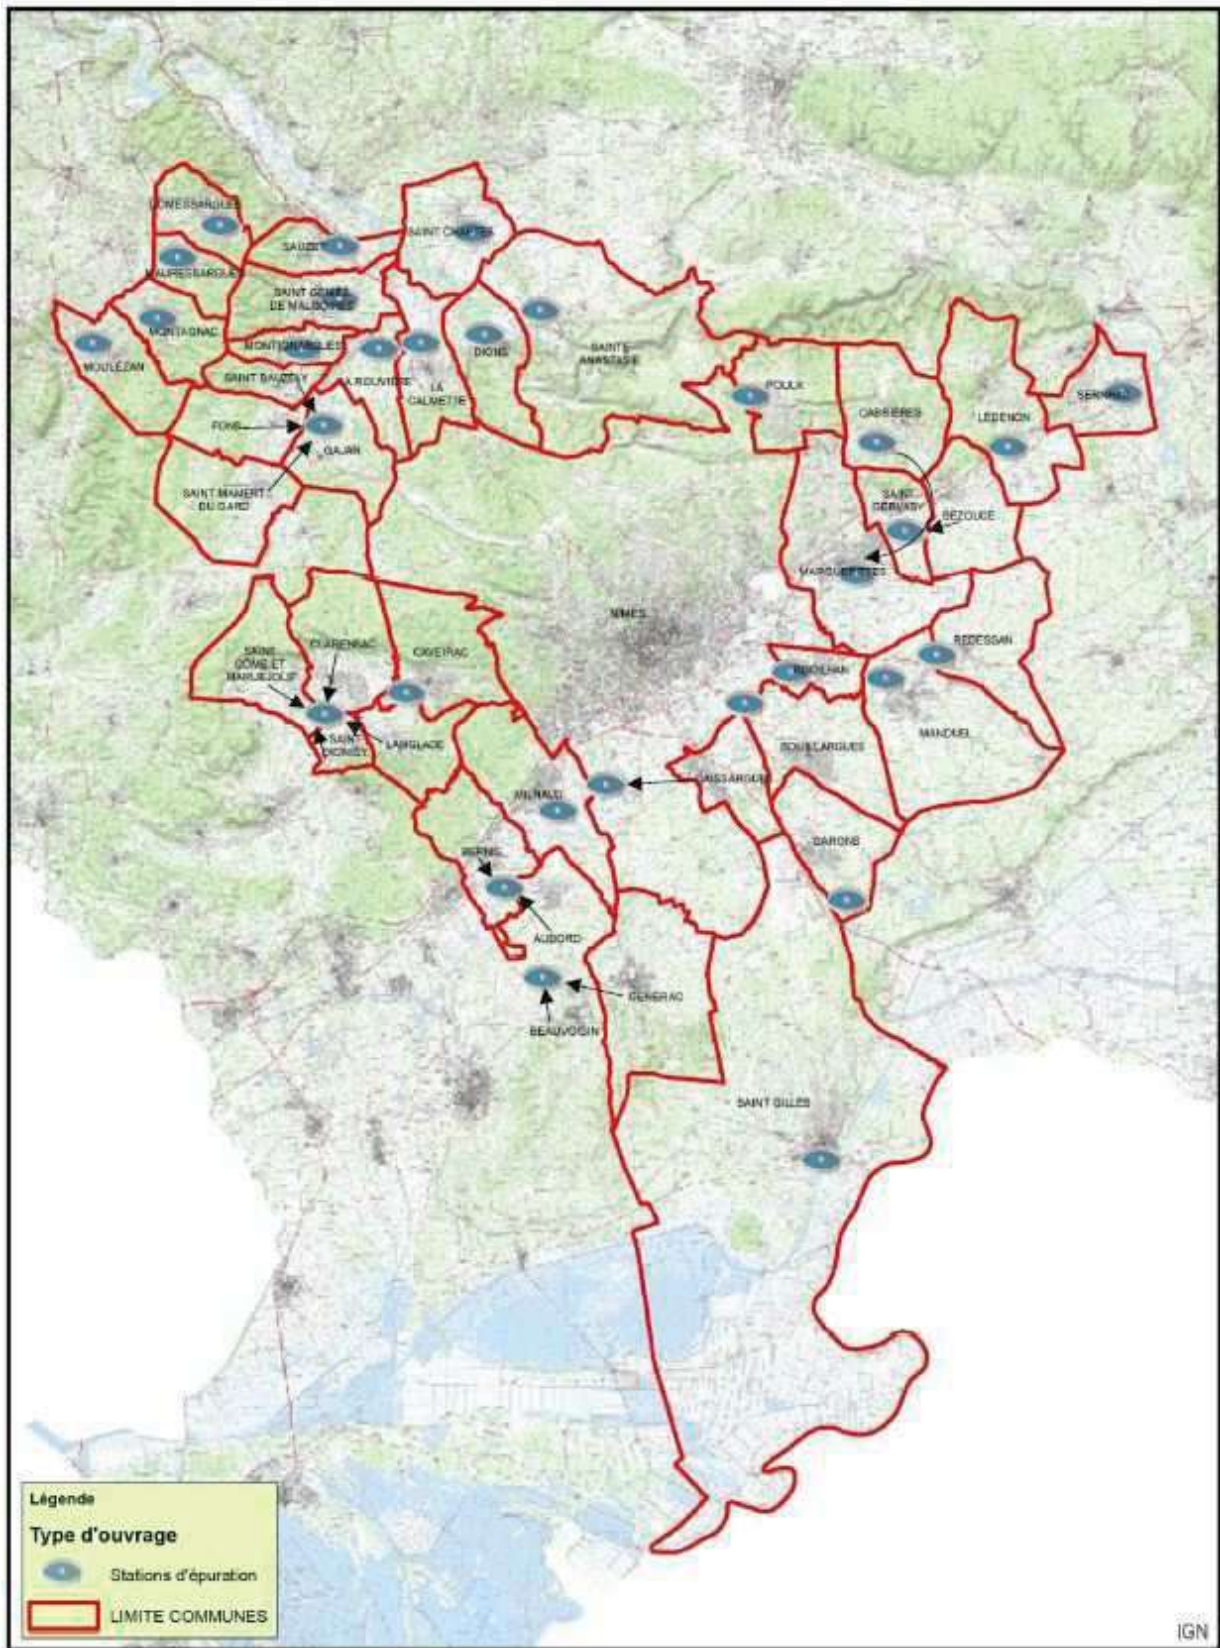 DOMESSARGUES
SAINT CHAPTES
SAUZET
MAURESSARGUES
SAINT GENIES
DE MALGOIRES
MONTAGNAC
MONTIGNARGUES
MOULÉZAN
DIONS
SAINTE
ANASTASIE
SAINT BAUZELY
LA ROUVIERE
LA
CALMETTE
POULX
CABRIERES
LEDENON
SERNHAC
FONS
GAJAN
SAINT MAMERT
DU GARD
SAINT
GERVASY
BEZOUCE
MARGUERITTES
NIMES
REDESSAN
CLARENSAC
CAVEIRAC
SAINT
COME ET
MARUEJOLS
RODILHAN
SAINT
DIONISY
LANGLADE
BOUILLARGUES
MANDUEL
CAISSARGUES
MILHAUD
GARONS
BERNIS
AUBORD
GENERAC
BEAUVOISIN
SAINT GILLES
Légende
Type d'ouvrage
Stations d'épuration
LIMITE COMMUNES
IGN